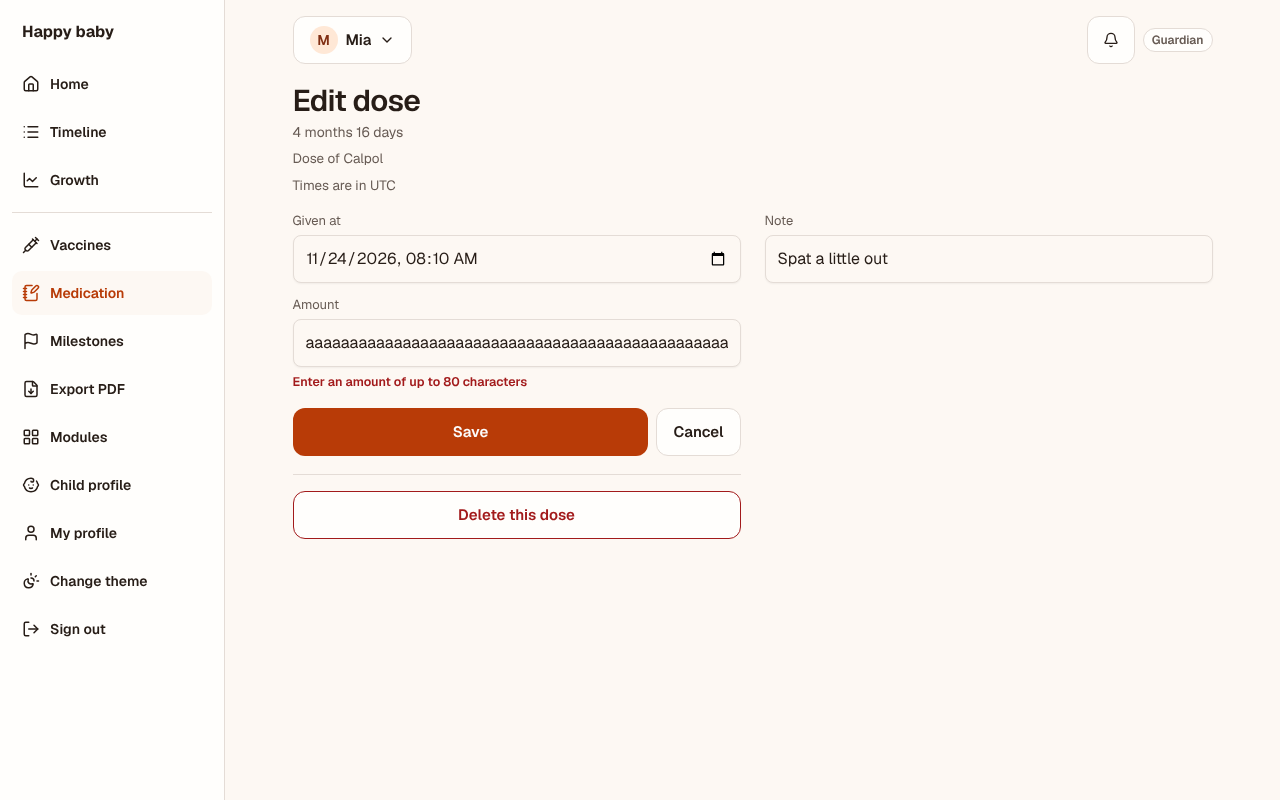 Happy baby
Home
Timeline
Growth
Vaccines
Medication
Milestones
Export PDF
Modules
Child profile
My profile
Change theme
Sign out
M Mia
Guardian
Edit dose
4 months 16 days
Dose of Calpol
Times are in UTC
Given at
11/24/2026, 08:10 AM
Note
Spat a little out
Amount
aaaaaaaaaaaaaaaaaaaaaaaaaaaaaaaaaaaaaaaaaaaaaaaa
Enter an amount of up to 80 characters
Save
Cancel
Delete this dose